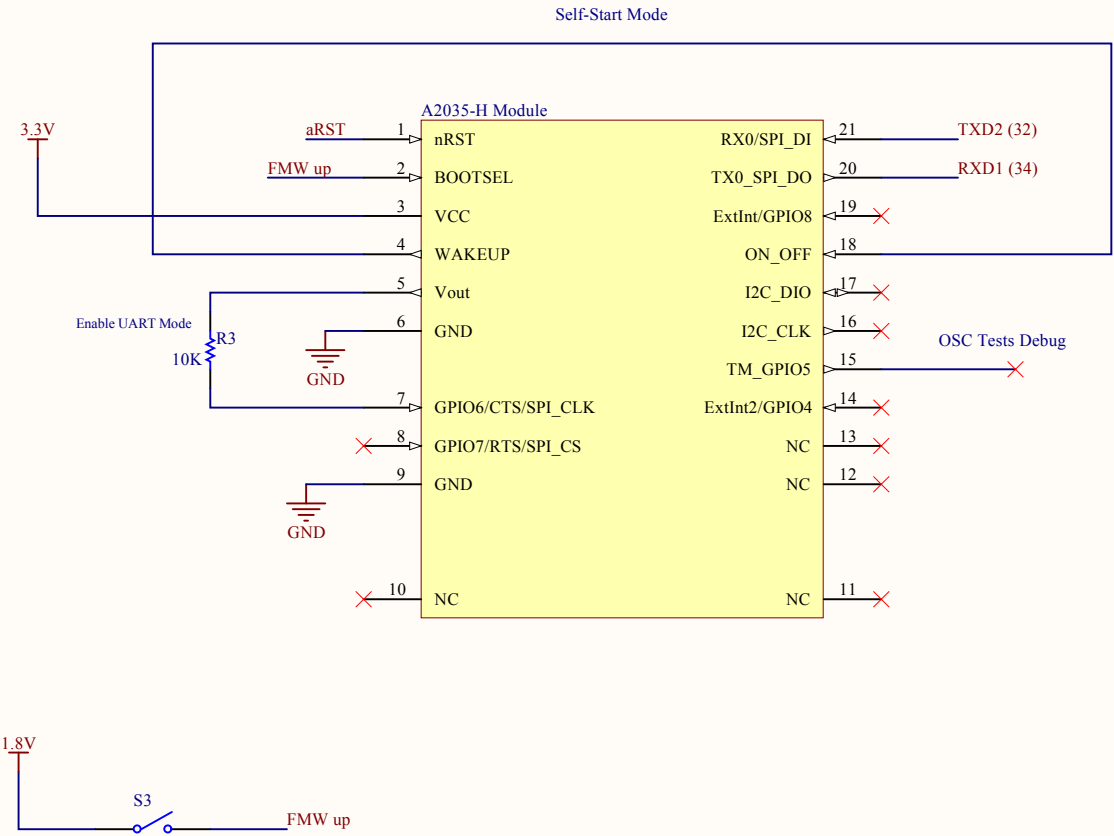 Self-Start Mode
A2035-H Module
3.3V
aRST 1 nRST RX0/SPI_DI 21 TXD2 (32)
FMW up 2 BOOTSEL TX0_SPI_DO 20 RXD1 (34)
3 VCC ExtInt/GPIO8 19
4 WAKEUP ON_OFF 18
5 Vout I2C_DIO 17
Enable UART Mode
R3
10K
6 GND I2C_CLK 16
GND
OSC Tests Debug
TM_GPIO5 15
7 GPIO6/CTS/SPI_CLK ExtInt2/GPIO4 14
8 GPIO7/RTS/SPI_CS NC 13
9 GND NC 12
GND
10 NC NC 11
1.8V
S3
FMW up